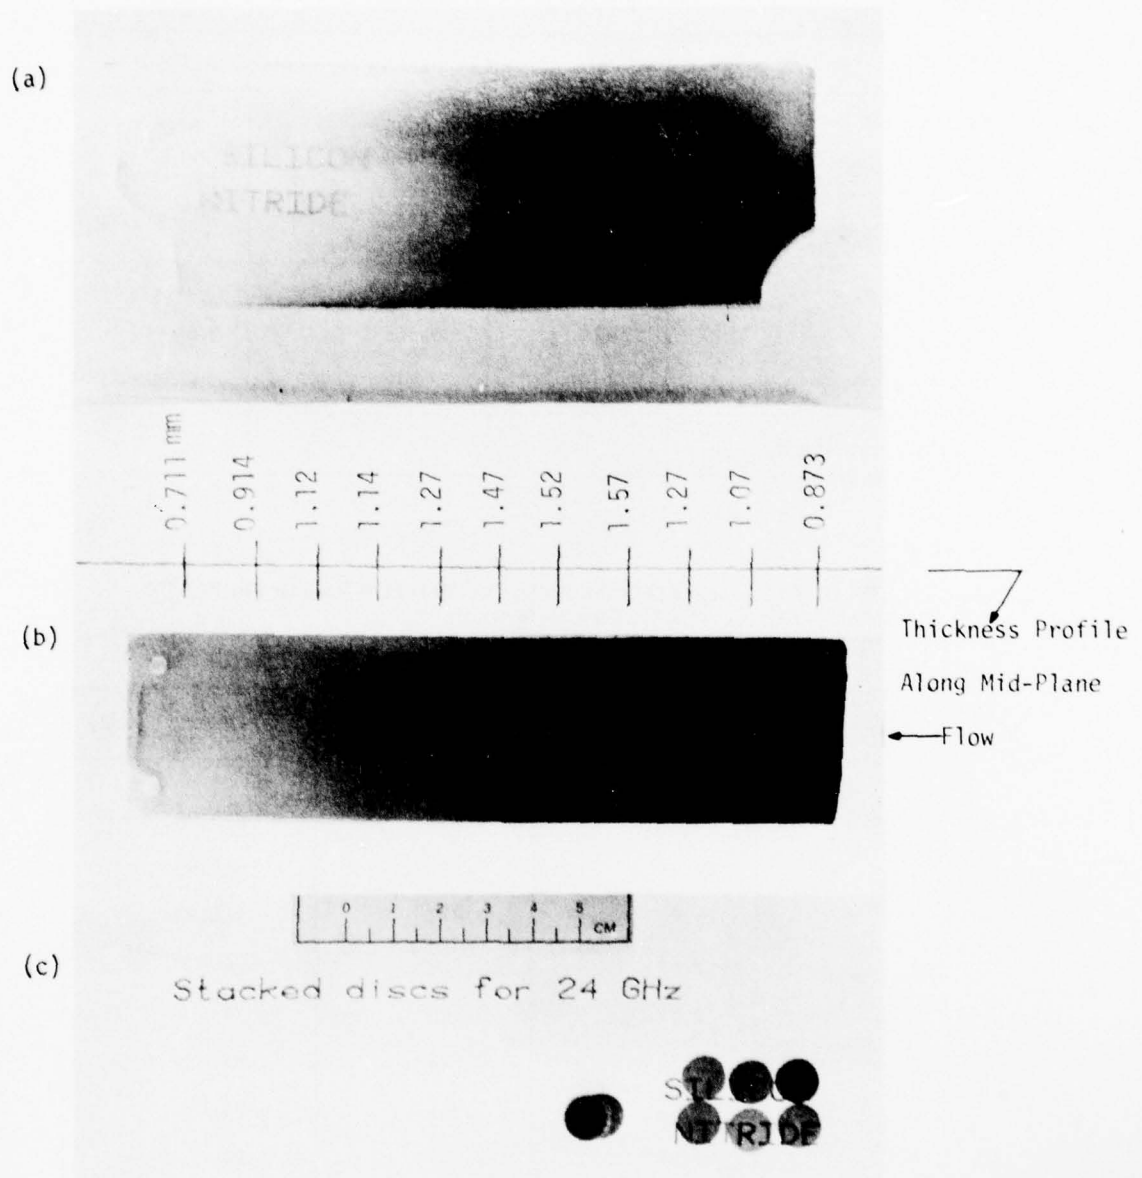 (a)
SILICON
NITRIDE
0.711 mm
0.914
1.12
1.14
1.27
1.47
1.52
1.57
1.27
1.07
0.873
(b)
Thickness Profile
Along Mid-Plane
Flow
0 1 2 3 4 5
CM
(c)
Stacked discs for 24 GHz
NITRIDE